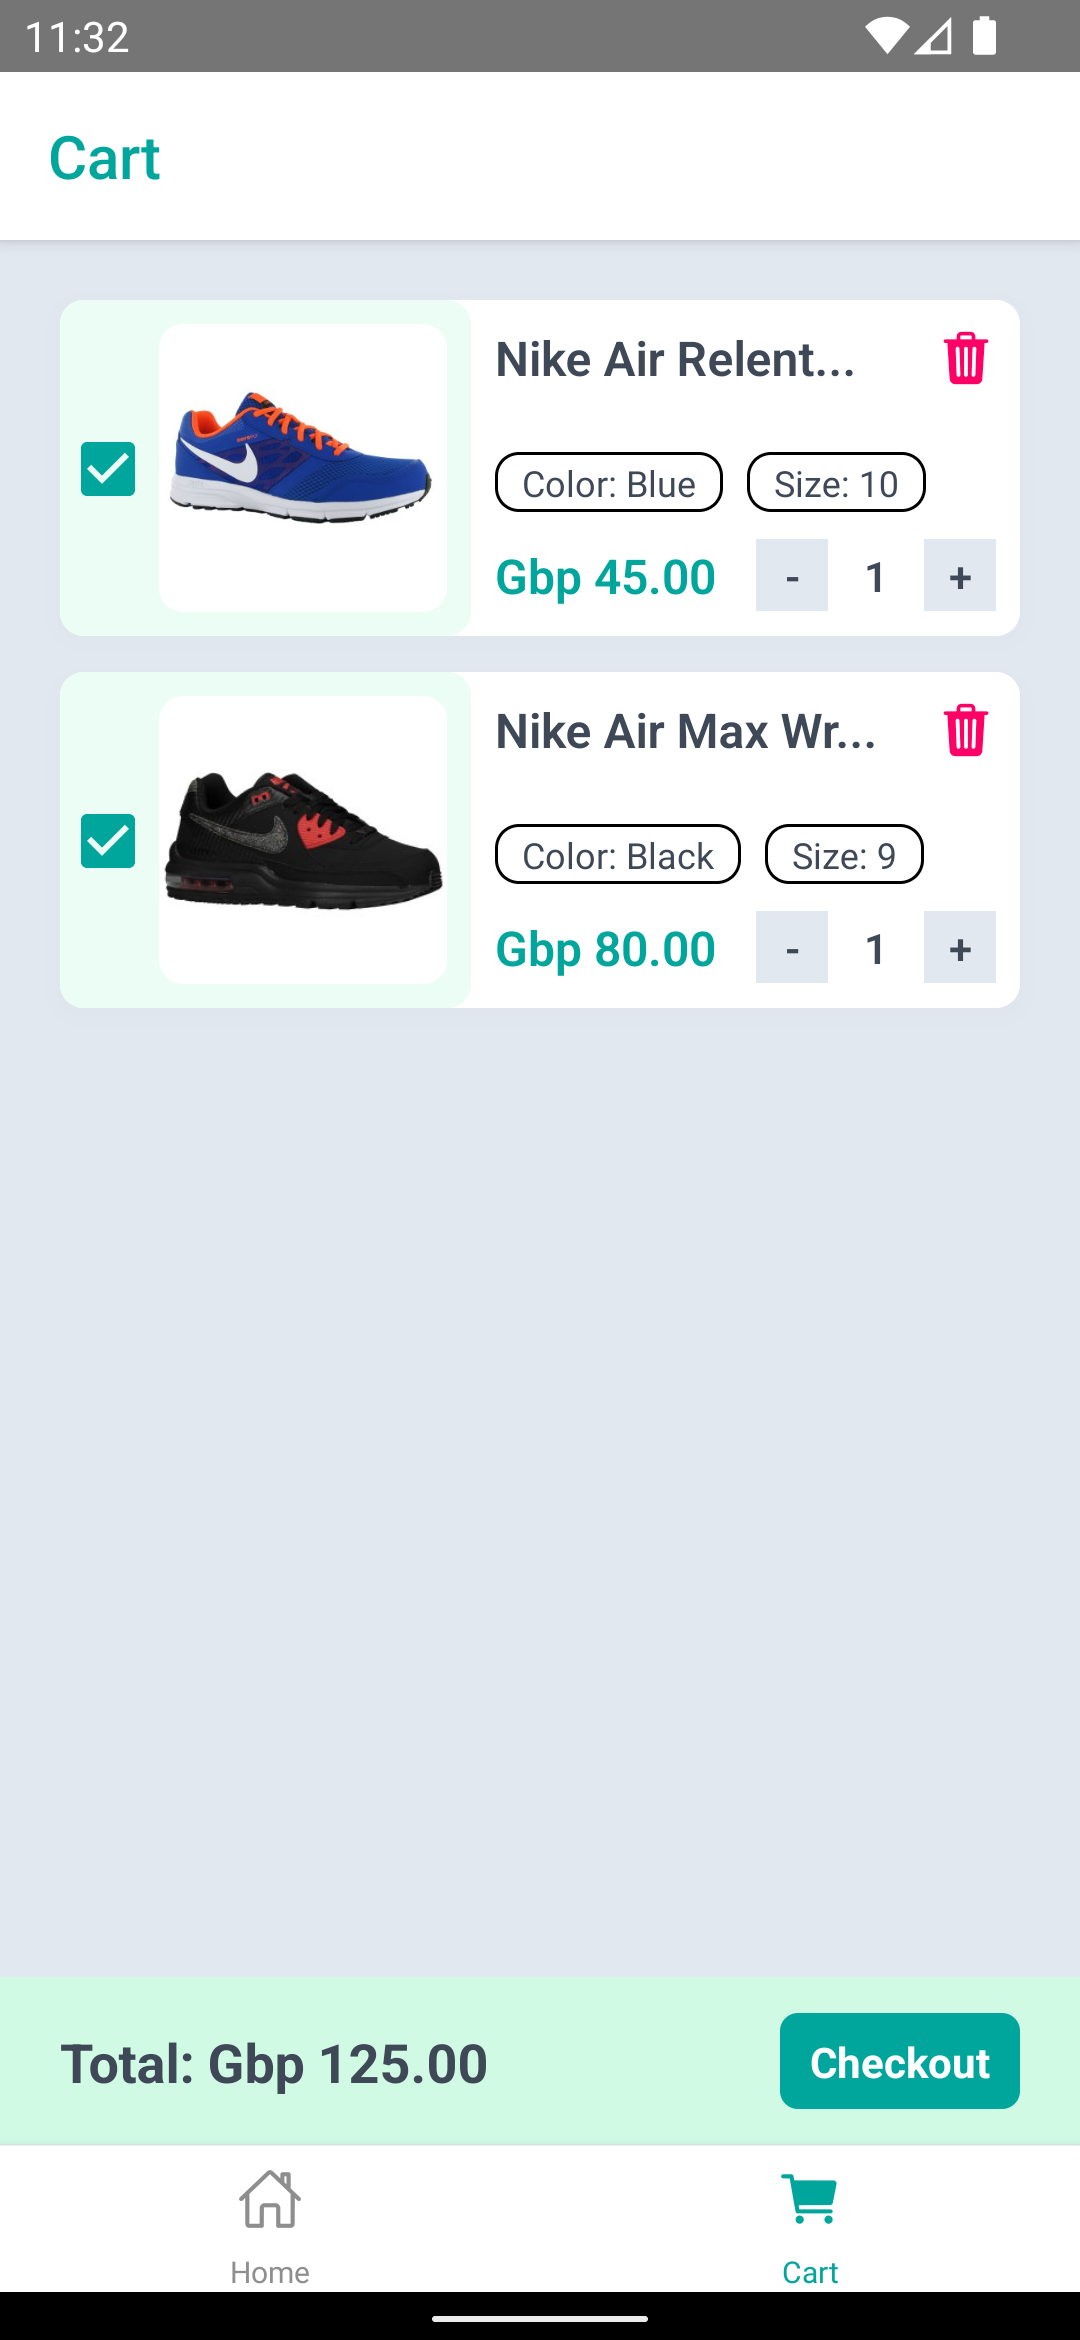 11:32
Cart
Nike Air Relent...
Color: Blue
Size: 10
Gbp 45.00
- 1 +
Nike Air Max Wr...
Color: Black
Size: 9
Gbp 80.00
- 1 +
Total: Gbp 125.00
Checkout
Home
Cart